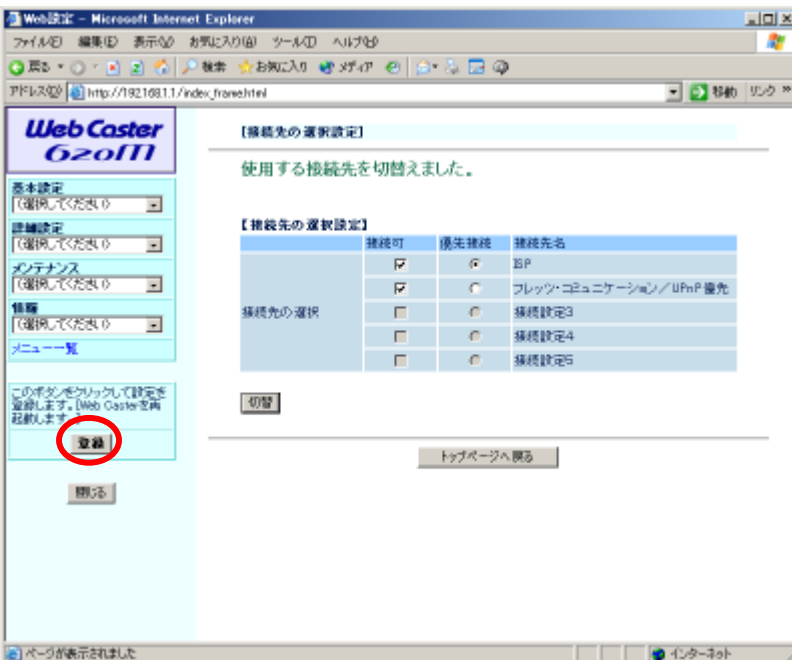 Web設定 - Microsoft Internet Explorer
ファイル(F) 編集(E) 表示(V) お気に入り(A) ツール(T) ヘルプ(H)
戻る 検索 お気に入り メディア
アドレス(D) http://192.168.1.1/index_frame.html 移動 リンク »
Web Caster
620M
基本設定
(選択してください)
詳細設定
(選択してください)
メンテナンス
(選択してください)
情報
(選択してください)
メニュー一覧
このボタンをクリックして設定を
登録します。[Web Casterを再
起動します。]
登録
閉じる
[接続先の選択設定]
使用する接続先を切替えました。
【接続先の選択設定】
接続可 優先接続 接続先名
接続先の選択
ISP
フレッツ・コミュニケーション/UPnP優先
接続設定3
接続設定4
接続設定5
切替
トップページへ戻る
ページが表示されました インターネット